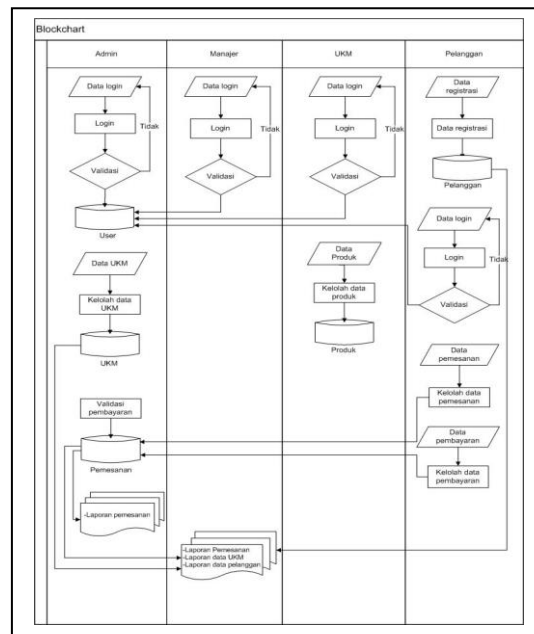 Blockchart
Admin
Manajer
UKM
Pelanggan
Data login
Login
Tidak
Validasi
User
Data UKM
Kelolah data
UKM
UKM
Validasi
pembayaran
Pemesanan
-Laporan pemesanan
Data login
Login
Tidak
Validasi
-Laporan Pemesanan
-Laporan data UKM
-Laporan data pelanggan
Data login
Login
Tidak
Validasi
Data
Produk
Kelolah data
produk
Produk
Data
registrasi
Data registrasi
Pelanggan
Data login
Tidak
Login
Validasi
Data
pemesanan
Kelolah data
pemesanan
Data
pembayaran
Kelolah data
pembayaran